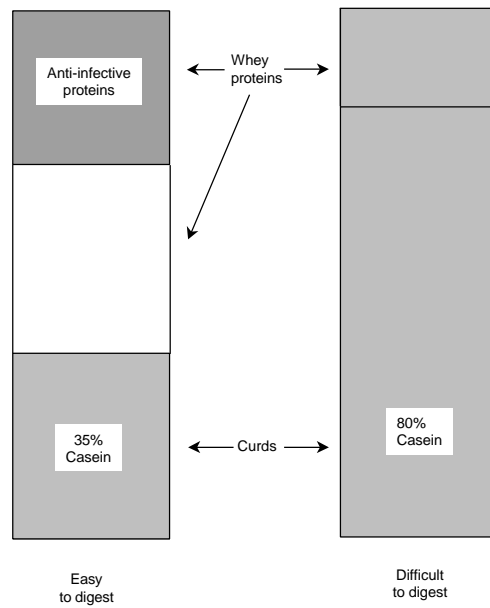 Anti-infective
proteins
Whey
proteins
35%
Casein
Curds
80%
Casein
Easy
to digest
Difficult
to digest